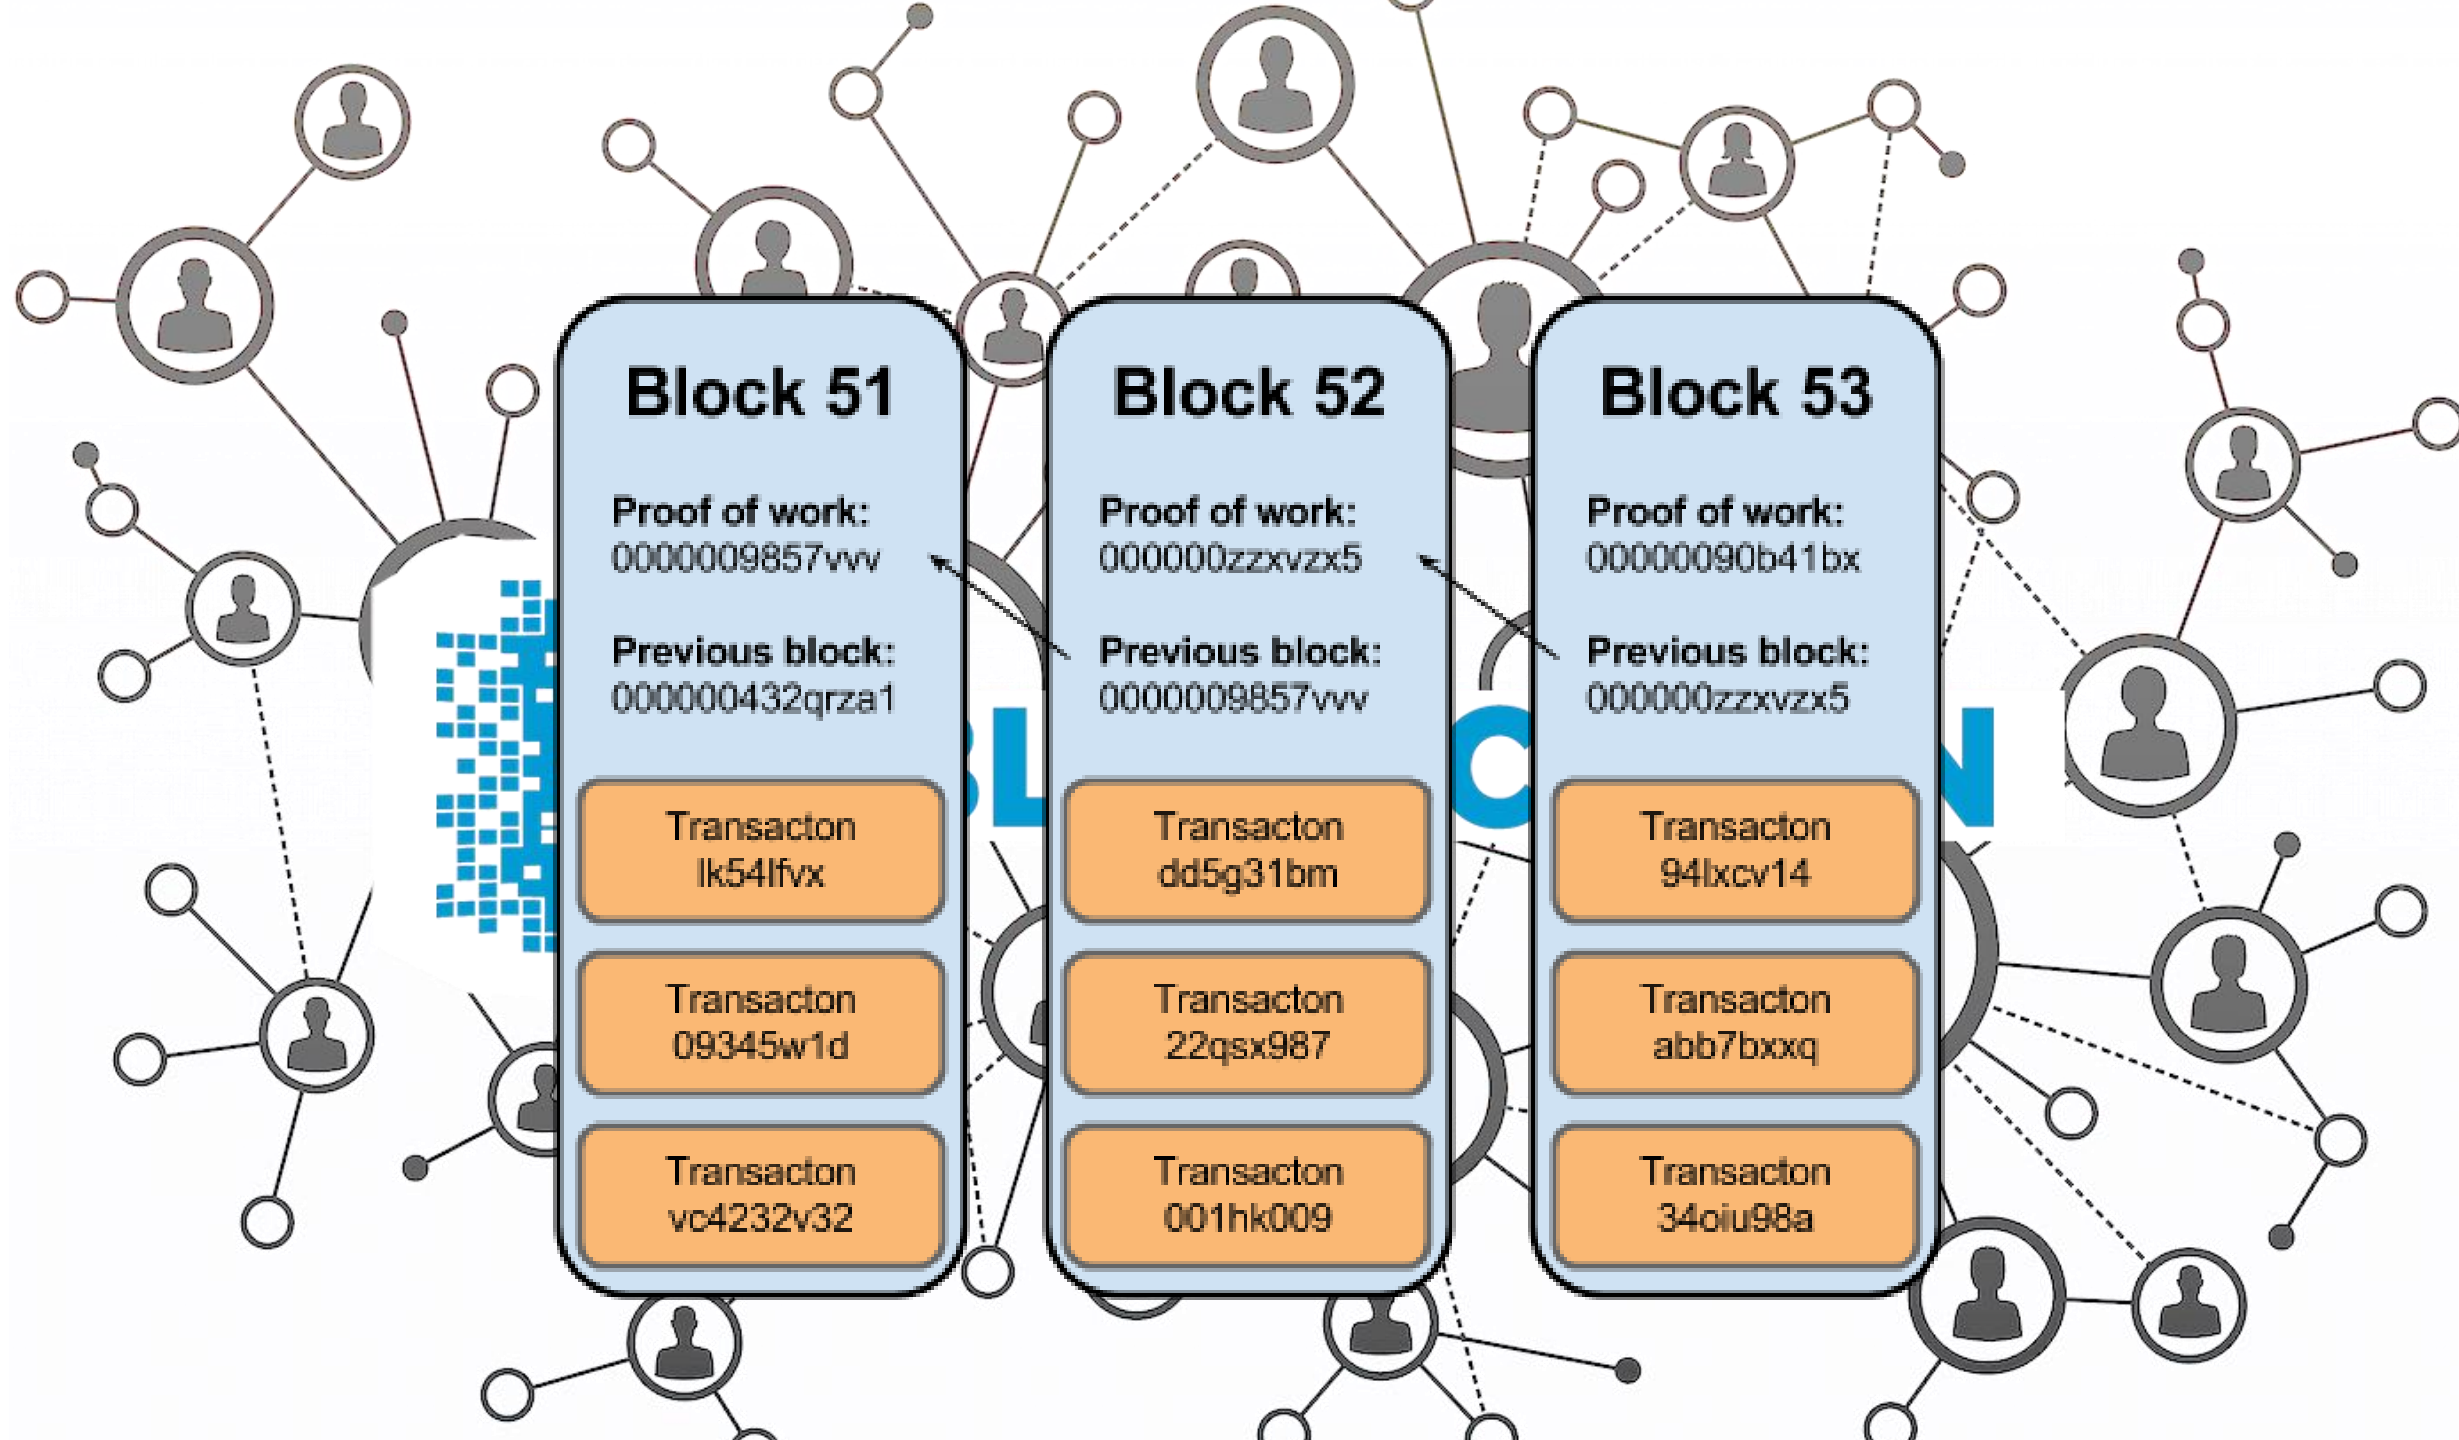 Block 51
Proof of work:
0000009857vvv
Previous block:
000000432qrza1
Transacton
lk54lfvx
Transacton
09345w1d
Transacton
vc4232v32
Block 52
Proof of work:
000000zzxvzx5
Previous block:
0000009857vvv
Transacton
dd5g31bm
Transacton
22qsx987
Transacton
001hk009
Block 53
Proof of work:
00000090b41bx
Previous block:
000000zzxvzx5
Transacton
94lxcv14
Transacton
abb7bxxq
Transacton
34oiu98a